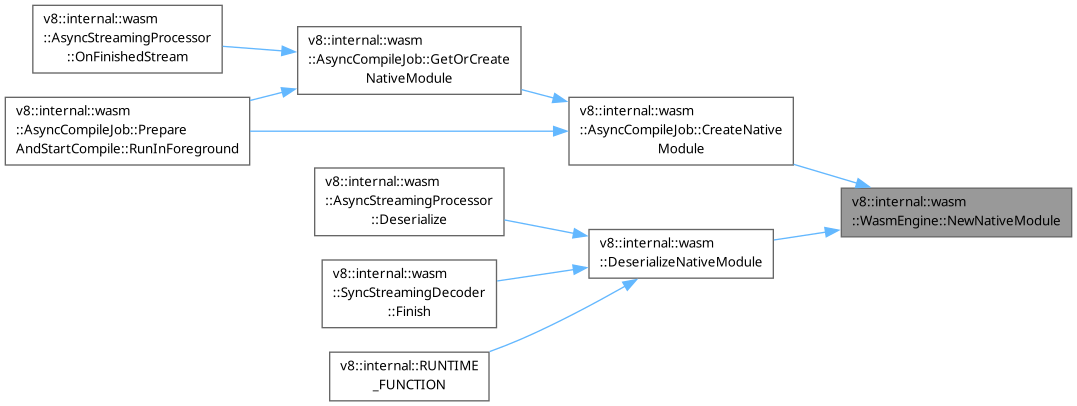 v8::internal::wasm
::AsyncStreamingProcessor
::OnFinishedStream
v8::internal::wasm
::AsyncCompileJob::GetOrCreate
NativeModule
v8::internal::wasm
::AsyncCompileJob::Prepare
AndStartCompile::RunInForeground
v8::internal::wasm
::AsyncCompileJob::CreateNative
Module
v8::internal::wasm
::AsyncStreamingProcessor
::Deserialize
v8::internal::wasm
::WasmEngine::NewNativeModule
v8::internal::wasm
::DeserializeNativeModule
v8::internal::wasm
::SyncStreamingDecoder
::Finish
v8::internal::RUNTIME
_FUNCTION